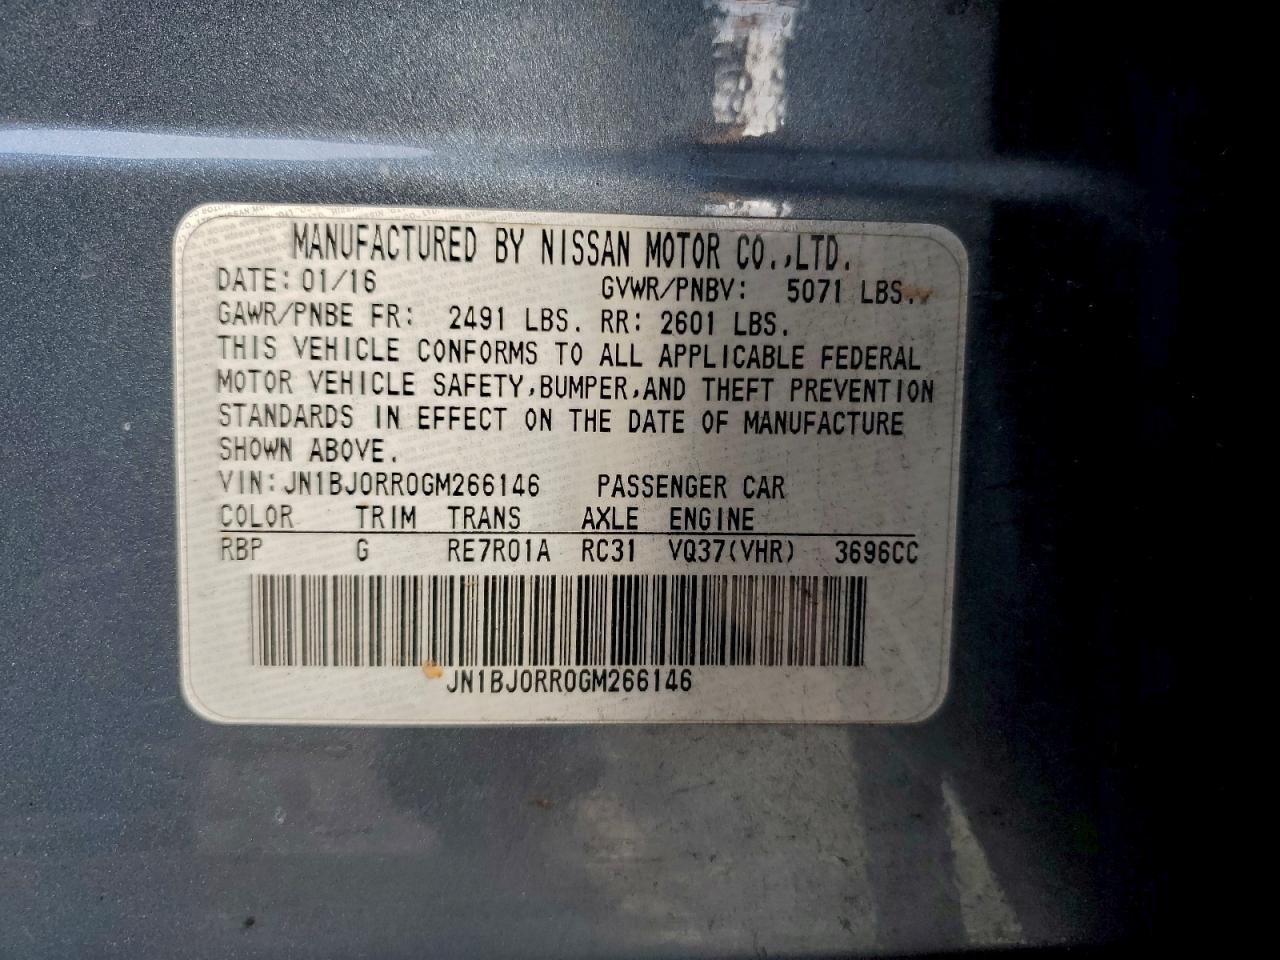 MANUFACTURED BY NISSAN MOTOR CO.,LTD.
DATE: 01/16 GVWR/PNBV: 5071 LBS.
GAWR/PNBE FR: 2491 LBS. RR: 2601 LBS.
THIS VEHICLE CONFORMS TO ALL APPLICABLE FEDERAL
MOTOR VEHICLE SAFETY,BUMPER,AND THEFT PREVENTION
STANDARDS IN EFFECT ON THE DATE OF MANUFACTURE
SHOWN ABOVE.
VIN: JN1BJ0RR0GM266146 PASSENGER CAR
COLOR TRIM TRANS AXLE ENGINE
RBP G RE7R01A RC31 VQ37(VHR) 3696CC
JN1BJ0RR0GM266146